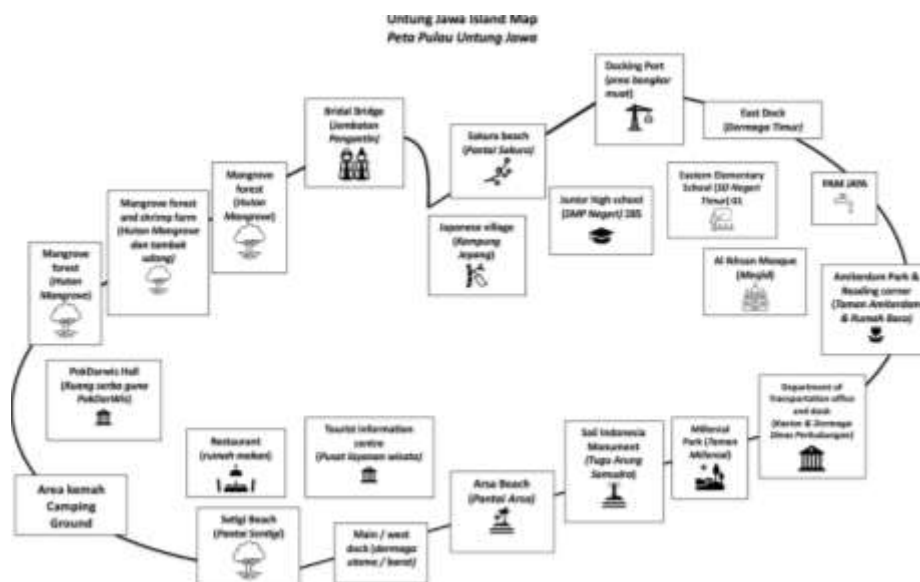 Untung Jawa Island Map
Peta Pulau Untung Jawa
Docking Port
(area bongkar
muat)
East Dock
(Dermaga Timur)
Bridal Bridge
(Jembatan
Pengantin)
Sakura beach
(Pantai Sakura)
Mangrove
forest
(Hutan
Mangrove)
Eastern Elementary
School (SD Negeri
Timur) 01
PAM JAYA
Mangrove forest
and shrimp farm
(Hutan Mangrove
dan tambak
udang)
Junior High school
(SMP Negeri) 285
Japanese village
(Kampung
Jepang)
Mangrove
forest
(Hutan
Mangrove)
Al Ikhsan Mosque
(Masjid)
Amsterdam Park &
Reading corner
(Taman Amsterdam
& Rumah Baca)
PokDarwis Hall
(Ruang serba guna
PokDarWis)
Department of
Transportation office
and dock
(Kantor & Dermaga
Dinas Perhubungan)
Restaurant
(rumah makan)
Tourist information
centre
(Pusat layanan wisata)
Sail Indonesia
Monument
(Tugu Arung
Samudra)
Millenial
Park (Taman
Milenial)
Area kemah
Camping
Ground
Arsa Beach
(Pantai Arsa)
Setigi Beach
(Pantai Sentigi)
Main / west
dock (dermaga
utama / barat)